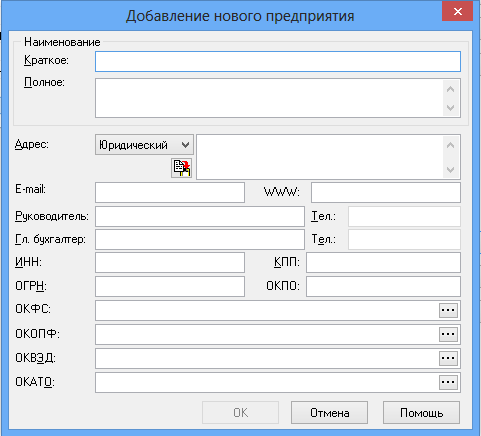 Добавление нового предприятия
Наименование
Краткое:
Полное:
Адрес: Юридический
E-mail: WWW:
Руководитель: Тел.:
Гл. бухгалтер: Тел.:
ИНН: КПП:
ОГРН: ОКПО:
ОКФС: ...
ОКОПФ: ...
ОКВЭД: ...
ОКАТО: ...
ОК Отмена Помощь